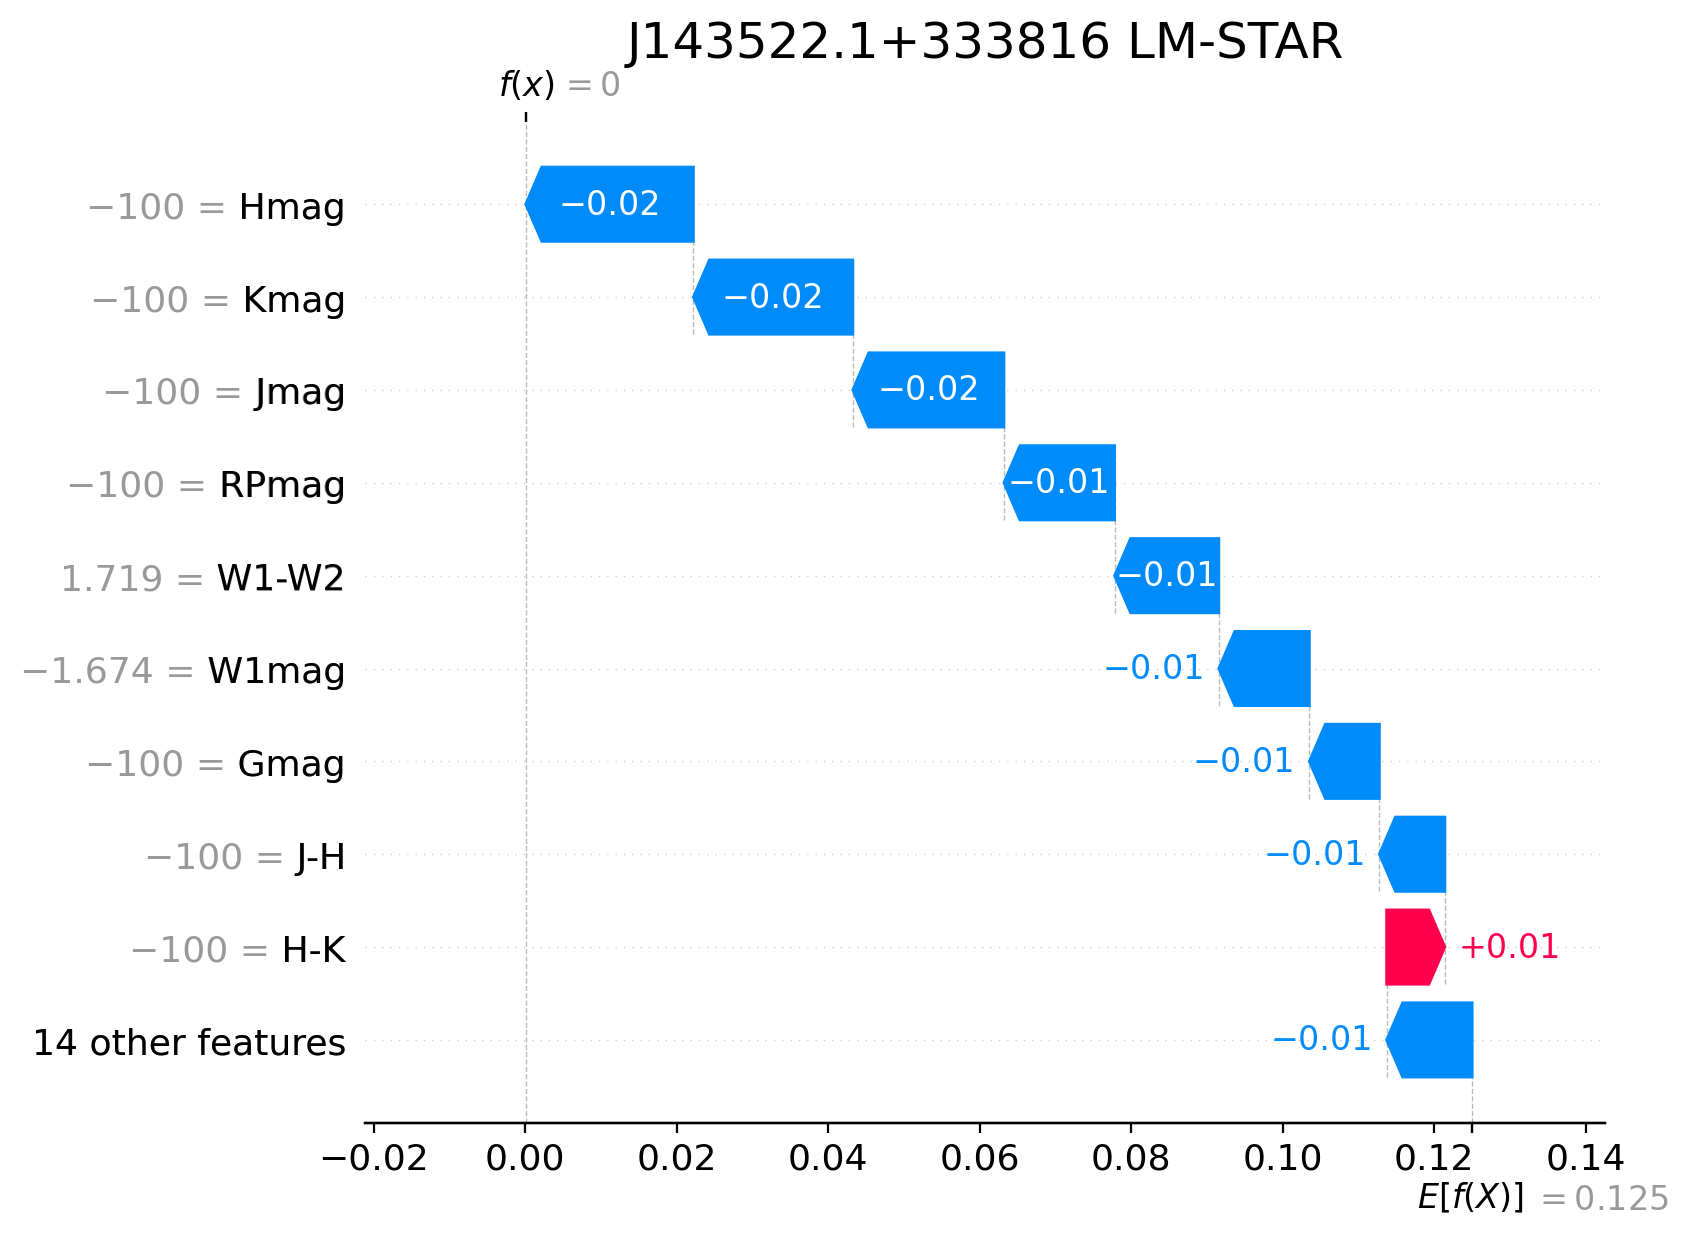 J143522.1+333816 LM-STAR
f(x) = 0
−100 = Hmag −0.02
−100 = Kmag −0.02
−100 = Jmag −0.02
−100 = RPmag −0.01
1.719 = W1-W2 −0.01
−1.674 = W1mag −0.01
−100 = Gmag −0.01
−100 = J-H −0.01
−100 = H-K +0.01
14 other features −0.01
−0.02 0.00 0.02 0.04 0.06 0.08 0.10 0.12 0.14
E[f(X)] = 0.125